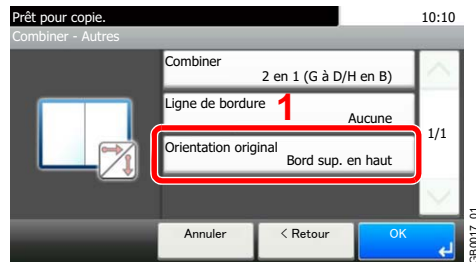 Prêt pour copie.
10:10
Combiner - Autres
Combiner
2 en 1 (G à D/H en B)
Ligne de bordure
1
Aucune
1/1
Orientation original
Bord sup. en haut
Annuler
< Retour
OK
GB0017_01